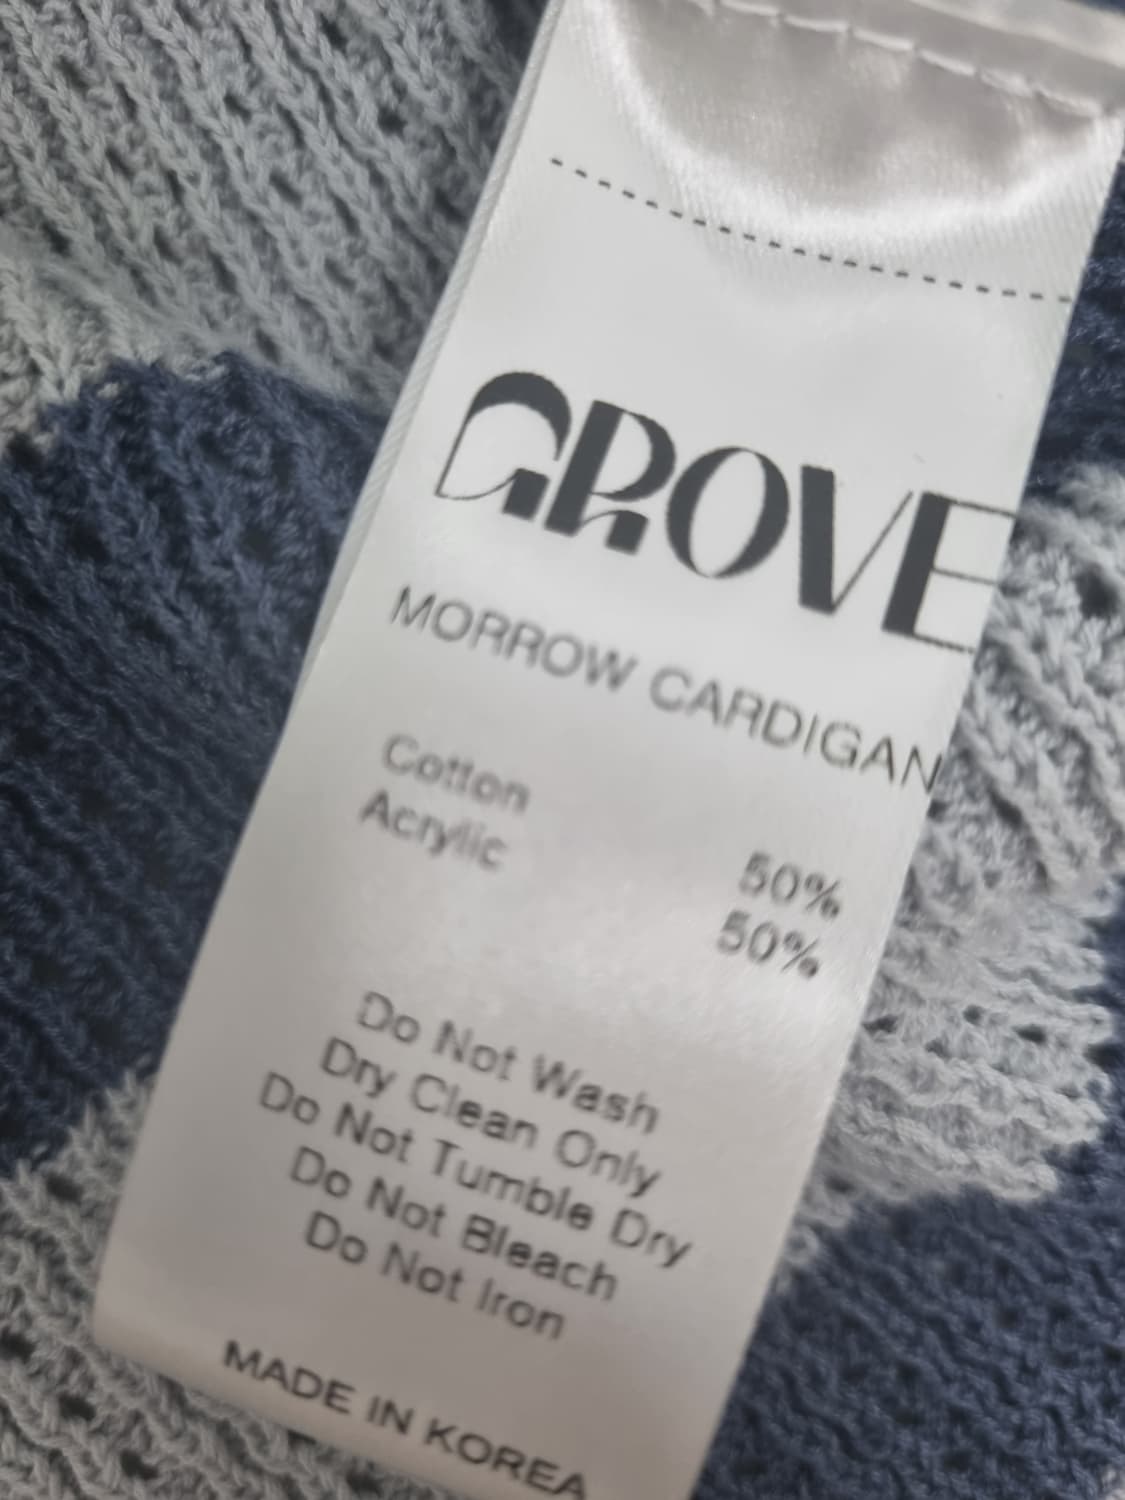 GROVE
MORROW CARDIGAN
Cotton 50%
Acrylic 50%
Do Not Wash
Dry Clean Only
Do Not Tumble Dry
Do Not Bleach
Do Not Iron
MADE IN KOREA